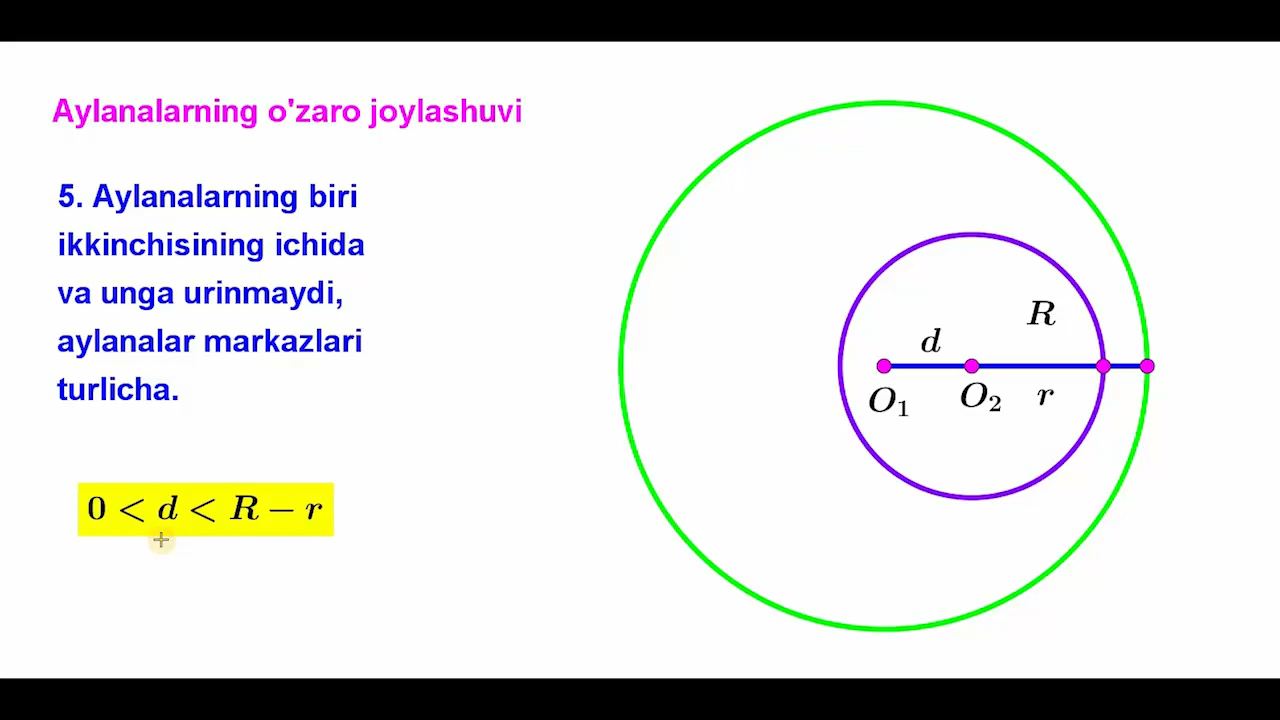 Aylanalarning o'zaro joylashuvi
5. Aylanalarning biri
ikkinchisining ichida
va unga urinmaydi,
aylanalar markazlari
turlicha.
0 < d < R − r
R
d
O₁
O₂
r